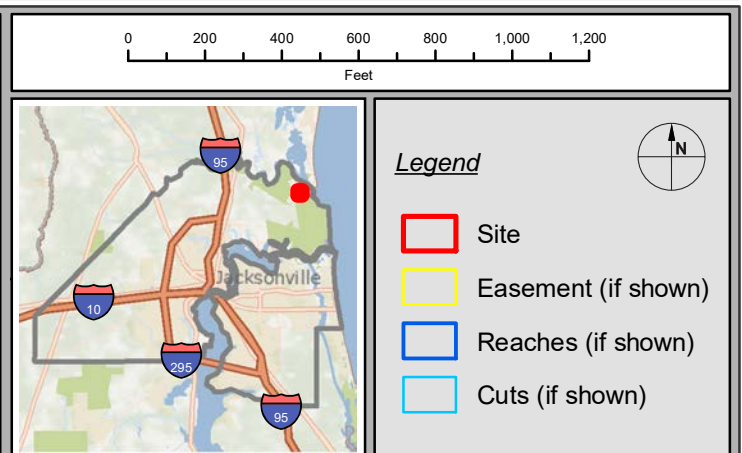 0 200 400 600 800 1,000 1,200
Feet
95
Jacksonville
10
295
95
Legend
N
Site
Easement (if shown)
Reaches (if shown)
Cuts (if shown)